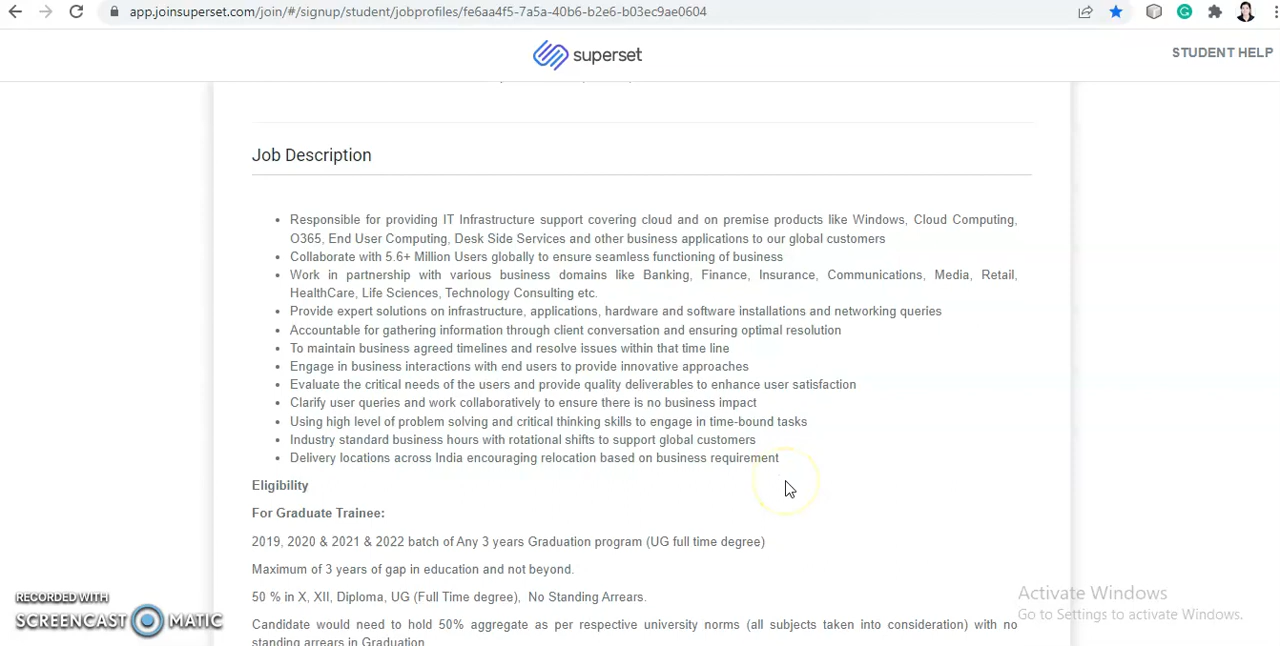 app.joinsuperset.com/join/#/signup/student/jobprofiles/fe6aa4f5-7a5a-40b6-b2e6-b03ec9ae0604
superset
STUDENT HELP
Job Description
Responsible for providing IT Infrastructure support covering cloud and on premise products like Windows, Cloud Computing,
O365, End User Computing, Desk Side Services and other business applications to our global customers
Collaborate with 5.6+ Million Users globally to ensure seamless functioning of business
Work in partnership with various business domains like Banking, Finance, Insurance, Communications, Media, Retail,
HealthCare, Life Sciences, Technology Consulting etc.
Provide expert solutions on infrastructure, applications, hardware and software installations and networking queries
Accountable for gathering information through client conversation and ensuring optimal resolution
To maintain business agreed timelines and resolve issues within that time line
Engage in business interactions with end users to provide innovative approaches
Evaluate the critical needs of the users and provide quality deliverables to enhance user satisfaction
Clarify user queries and work collaboratively to ensure there is no business impact
Using high level of problem solving and critical thinking skills to engage in time-bound tasks
Industry standard business hours with rotational shifts to support global customers
Delivery locations across India encouraging relocation based on business requirement
Eligibility
For Graduate Trainee:
2019, 2020 & 2021 & 2022 batch of Any 3 years Graduation program (UG full time degree)
Maximum of 3 years of gap in education and not beyond.
50 % in X, XII, Diploma, UG (Full Time degree), No Standing Arrears.
Candidate would need to hold 50% aggregate as per respective university norms (all subjects taken into consideration) with no
standing arrears in Graduation
RECORDED WITH
SCREENCAST MATIC
Activate Windows
Go to Settings to activate Windows.